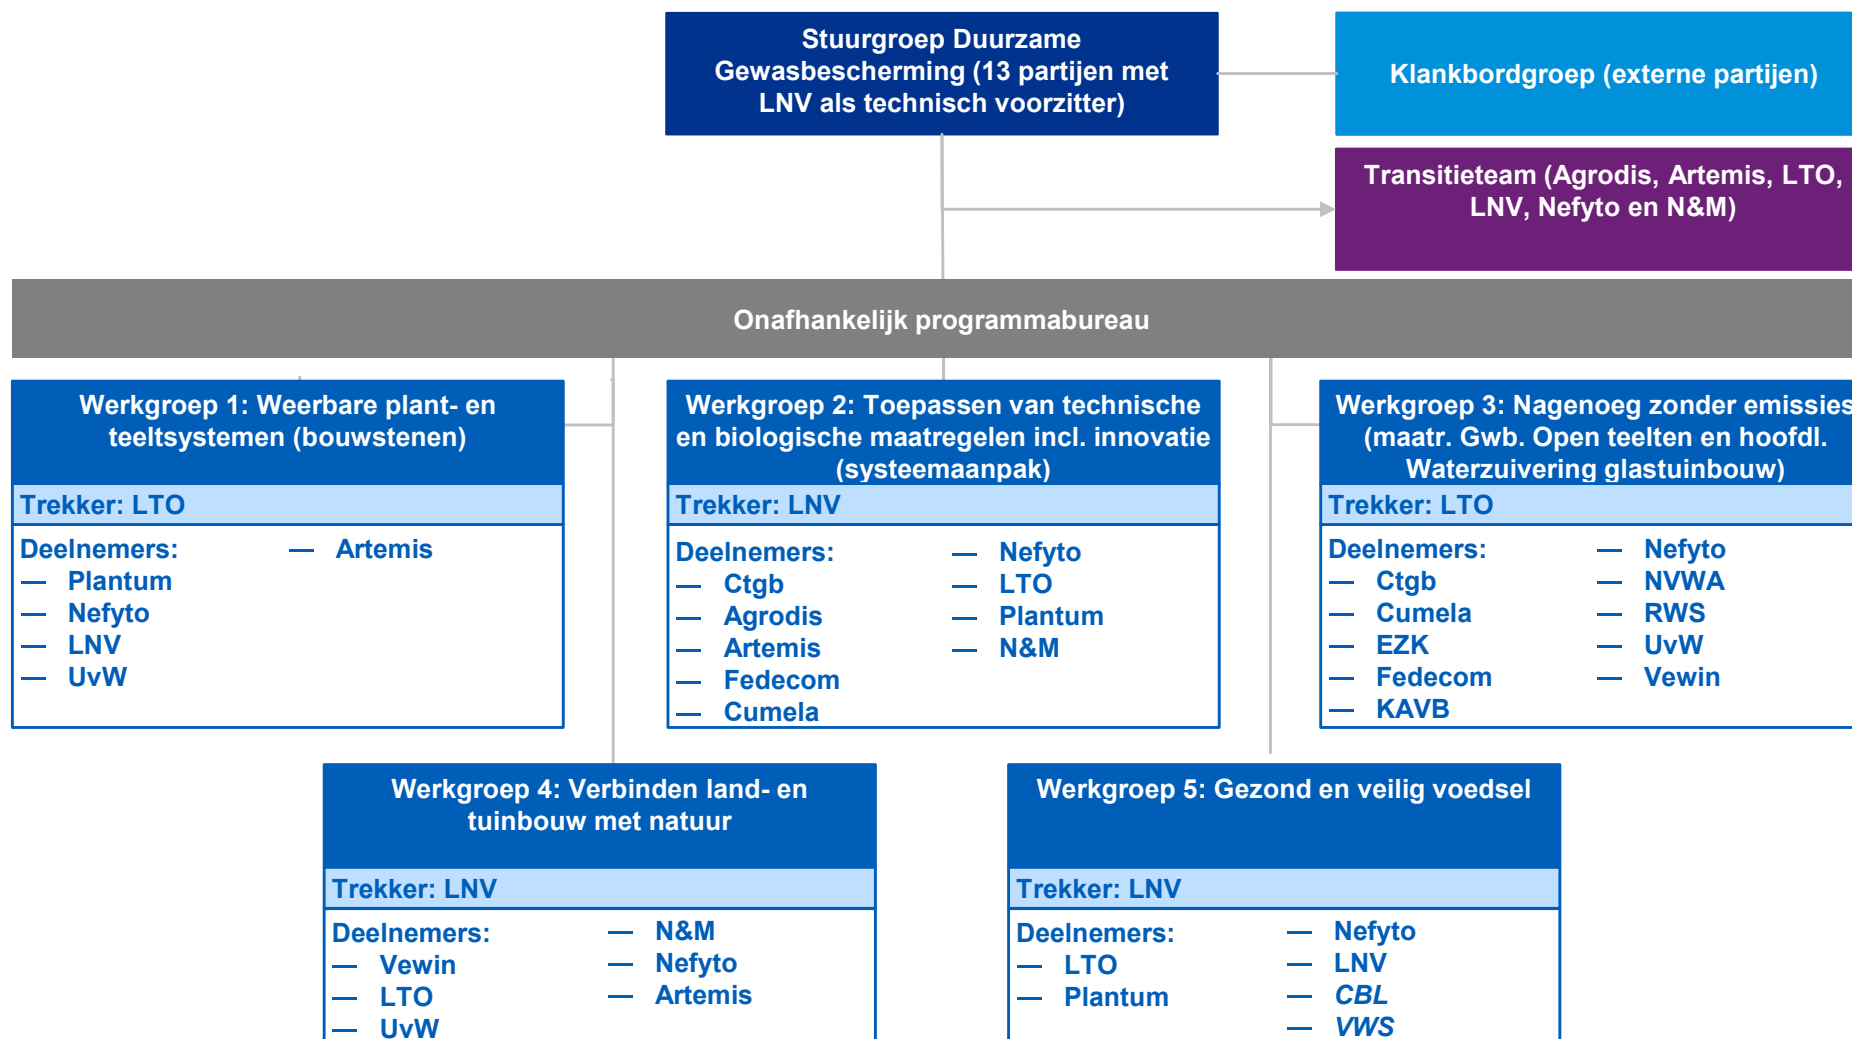 Stuurgroep Duurzame
Gewasbescherming (13 partijen met
LNV als technisch voorzitter)
Klankbordgroep (externe partijen)
Transitieteam (Agrodis, Artemis, LTO,
LNV, Nefyto en N&M)
Onafhankelijk programmabureau
Werkgroep 1: Weerbare plant- en
teeltsystemen (bouwstenen)
Trekker: LTO
Deelnemers:
— Plantum
— Nefyto
— LNV
— UvW
— Artemis
Werkgroep 2: Toepassen van technische
en biologische maatregelen incl. innovatie
(systeemaanpak)
Trekker: LNV
Deelnemers:
— Ctgb
— Agrodis
— Artemis
— Fedecom
— Cumela
— Nefyto
— LTO
— Plantum
— N&M
Werkgroep 3: Nagenoeg zonder emissies
(maatr. Gwb. Open teelten en hoofdl.
Waterzuivering glastuinbouw)
Trekker: LTO
Deelnemers:
— Ctgb
— Cumela
— EZK
— Fedecom
— KAVB
— Nefyto
— NVWA
— RWS
— UvW
— Vewin
Werkgroep 4: Verbinden land- en
tuinbouw met natuur
Trekker: LNV
Deelnemers:
— Vewin
— LTO
— UvW
— N&M
— Nefyto
— Artemis
Werkgroep 5: Gezond en veilig voedsel
Trekker: LNV
Deelnemers:
— LTO
— Plantum
— Nefyto
— LNV
— CBL
— VWS